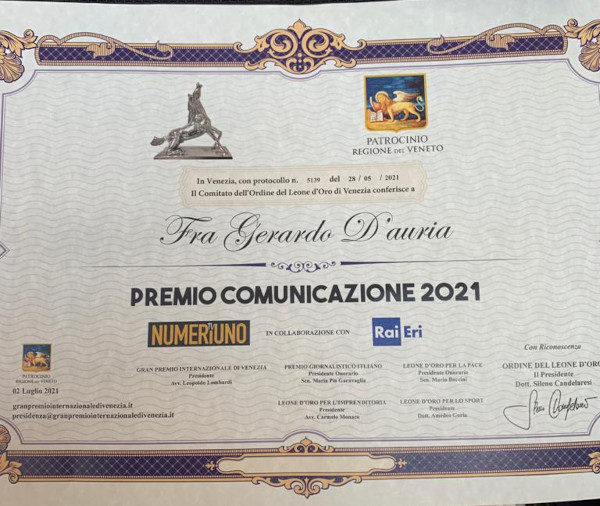 PATROCINIO
REGIONE DEL VENETO
In Venezia, con protocollo n. 5139 del 28 / 05 / 2021
Il Comitato dell'Ordine del Leone d'Oro di Venezia conferisce a
Fra Gerardo D'auria
PREMIO COMUNICAZIONE 2021
NUMERIUNO TV IN COLLABORAZIONE CON Rai Eri
Con Riconoscenza
PATROCINIO
REGIONE DEL VENETO
02 Luglio 2021
granpremiointernazionaledivenezia.it
presidenza@granpremiointernazionaledivenezia.it
GRAN PREMIO INTERNAZIONALE DI VENEZIA
Presidente
Avv. Leopoldo Lombardi
PREMIO GIORNALISTICO ITLIANO
Presidente Onorario
Sen. Maria Pia Garavaglia
LEONE D'ORO PER LA PACE
Presidente Onorario
Sen. Mario Baccini
ORDINE DEL LEONE D'ORO
Il Presidente
Dott. Sileno Candelaresi
LEONE D'ORO PER L'IMPRENDITORIA
Presidente
Avv. Carmelo Monaco
LEONE D'ORO PER LO SPORT
Presidente
Dott. Amedeo Goria